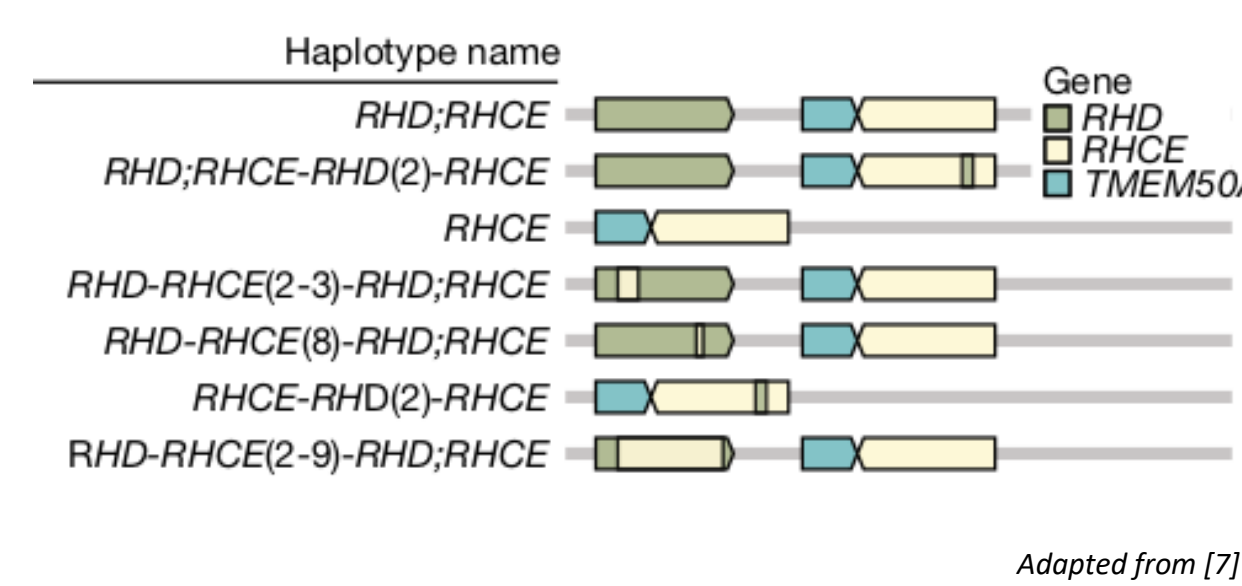 Haplotype name
RHD;RHCE
RHD;RHCE-RHD(2)-RHCE
RHCE
RHD-RHCE(2-3)-RHD;RHCE
RHD-RHCE(8)-RHD;RHCE
RHCE-RHD(2)-RHCE
RHD-RHCE(2-9)-RHD;RHCE
Gene
RHD
RHCE
TMEM50
Adapted from [7]